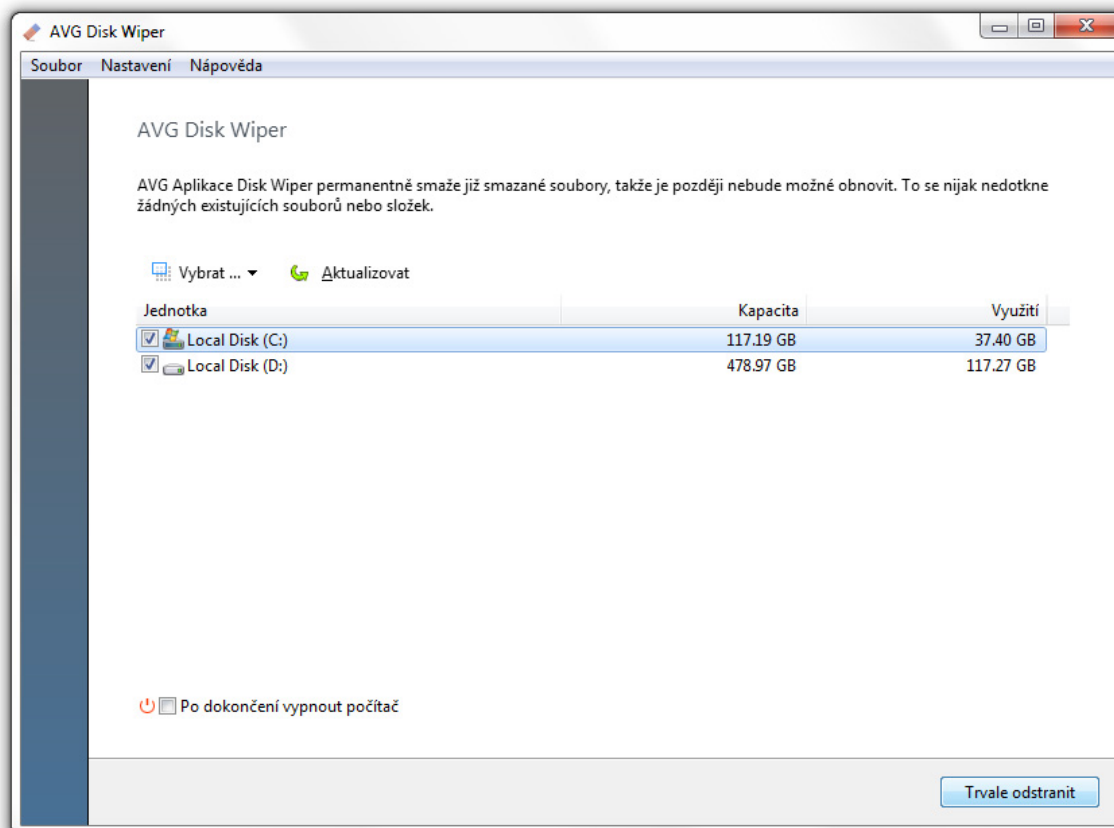 AVG Disk Wiper
Soubor Nastavení Nápověda
AVG Disk Wiper
AVG Aplikace Disk Wiper permanentně smaže již smazané soubory, takže je později nebude možné obnovit. To se nijak nedotkne
žádných existujících souborů nebo složek.
Vybrat ... Aktualizovat
Jednotka Kapacita Využití
Local Disk (C:) 117.19 GB 37.40 GB
Local Disk (D:) 478.97 GB 117.27 GB
Po dokončení vypnout počítač
Trvale odstranit